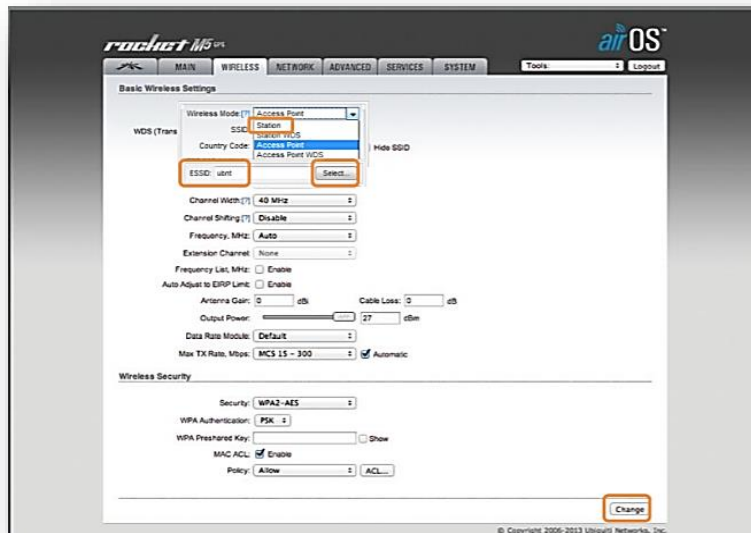 rocket M5 GPS
airOS™
MAIN WIRELESS NETWORK ADVANCED SERVICES SYSTEM Tools: Logout
Basic Wireless Settings
Wireless Mode:[?] Access Point
Station
WDS (Trans SSID
Station WDS
Country Code: Access Point Hide SSID
Access Point WDS
ESSID: ubnt Select...
Channel Width:[?] 40 MHz
Channel Shifting:[?] Disable
Frequency, MHz: Auto
Extension Channel: None
Frequency List, MHz: Enable
Auto Adjust to EIRP Limit: Enable
Antenna Gain: 0 dBi Cable Loss: 0 dB
Output Power: 27 dBm
Data Rate Module: Default
Max TX Rate, Mbps: MCS 15 - 300 Automatic
Wireless Security
Security: WPA2-AES
WPA Authentication: PSK
WPA Preshared Key: Show
MAC ACL: Enable
Policy: Allow ACL...
Change
© Copyright 2006-2013 Ubiquiti Networks, Inc.